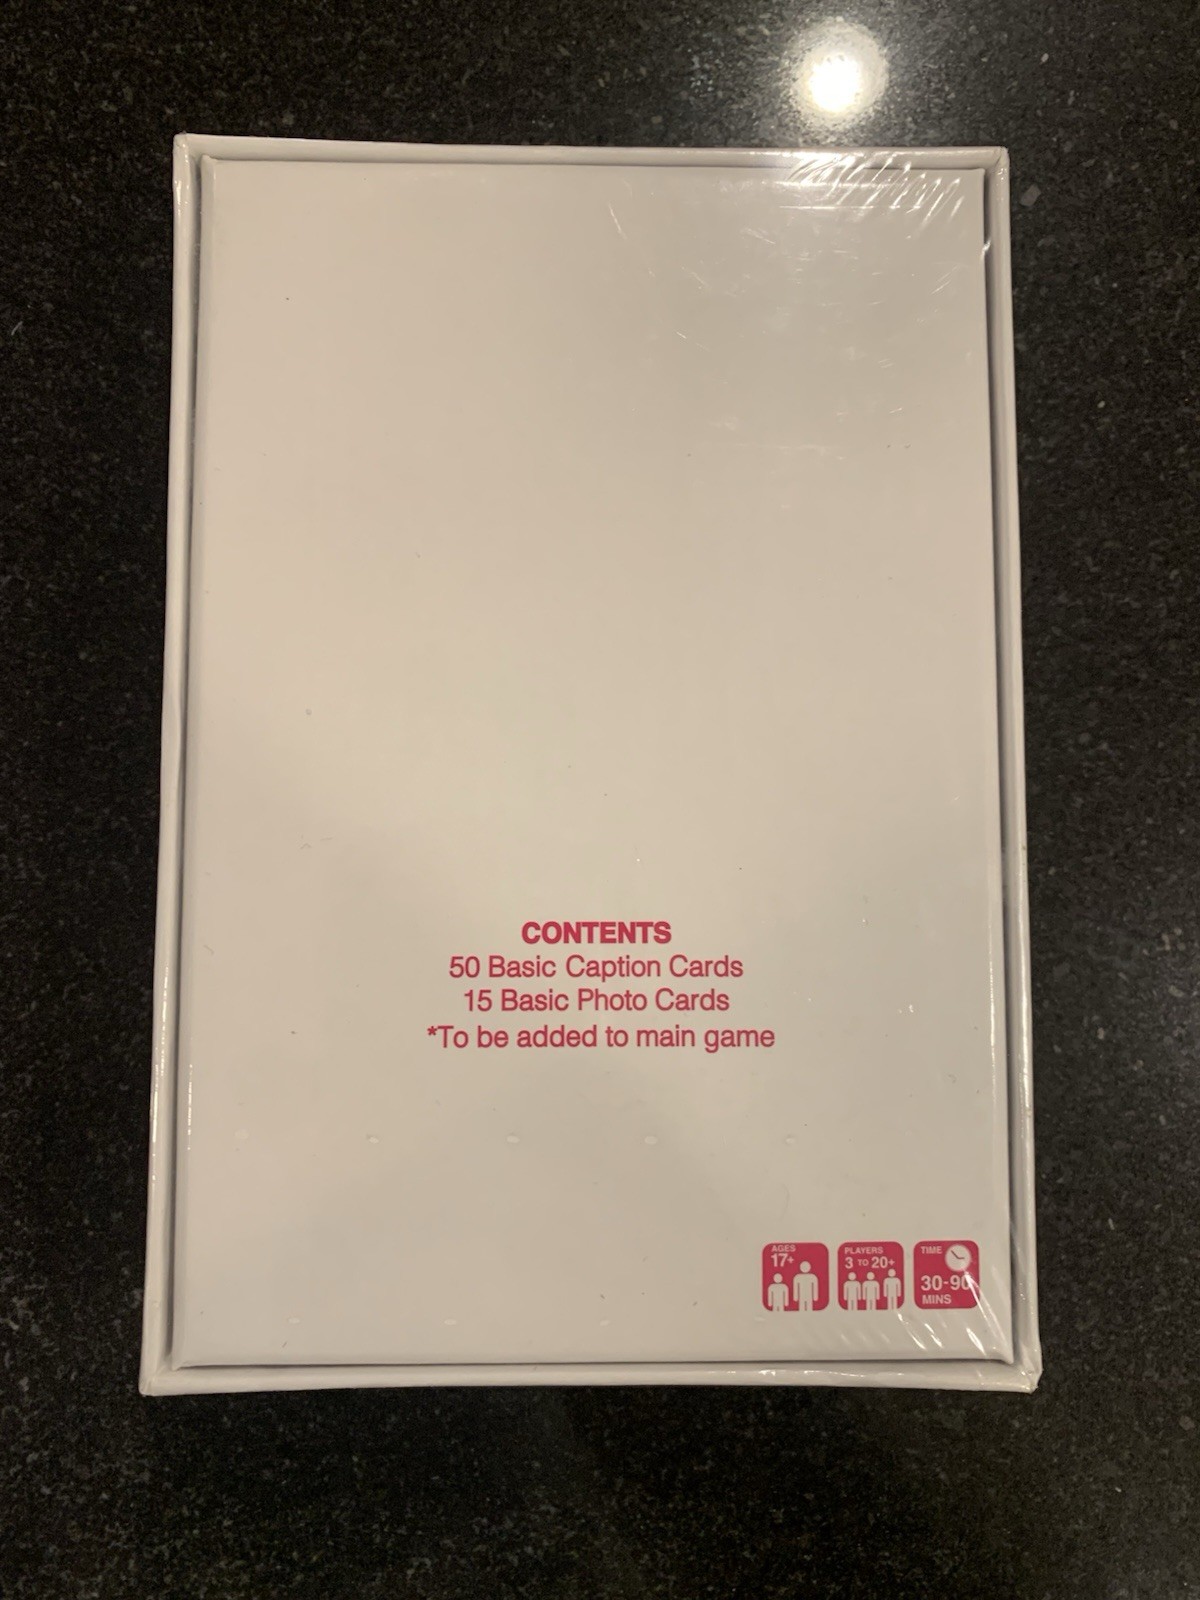 CONTENTS
50 Basic Caption Cards
15 Basic Photo Cards
*To be added to main game
AGES
17+
PLAYERS
3 TO 20+
TIME
30-90
MINS